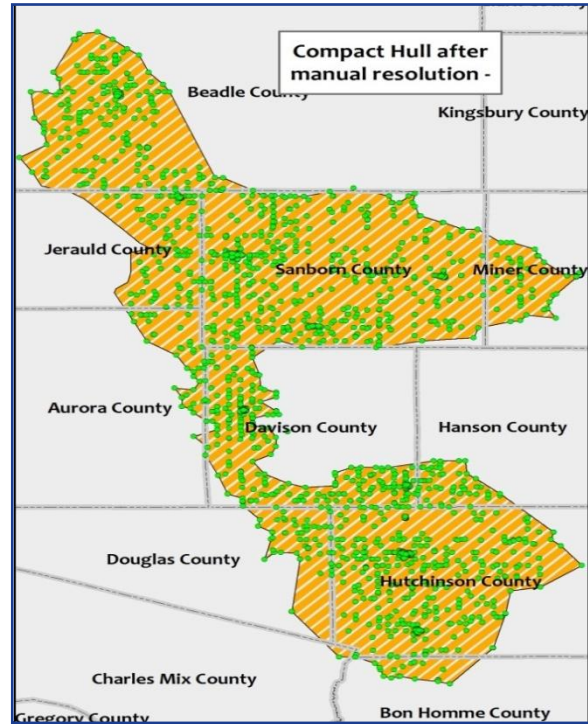 Compact Hull after
manual resolution -
Beadle County
Kingsbury County
Jerauld County
Sanborn County
Miner County
Aurora County
Davison County
Hanson County
Douglas County
Hutchinson County
Charles Mix County
Gregory County
Bon Homme County